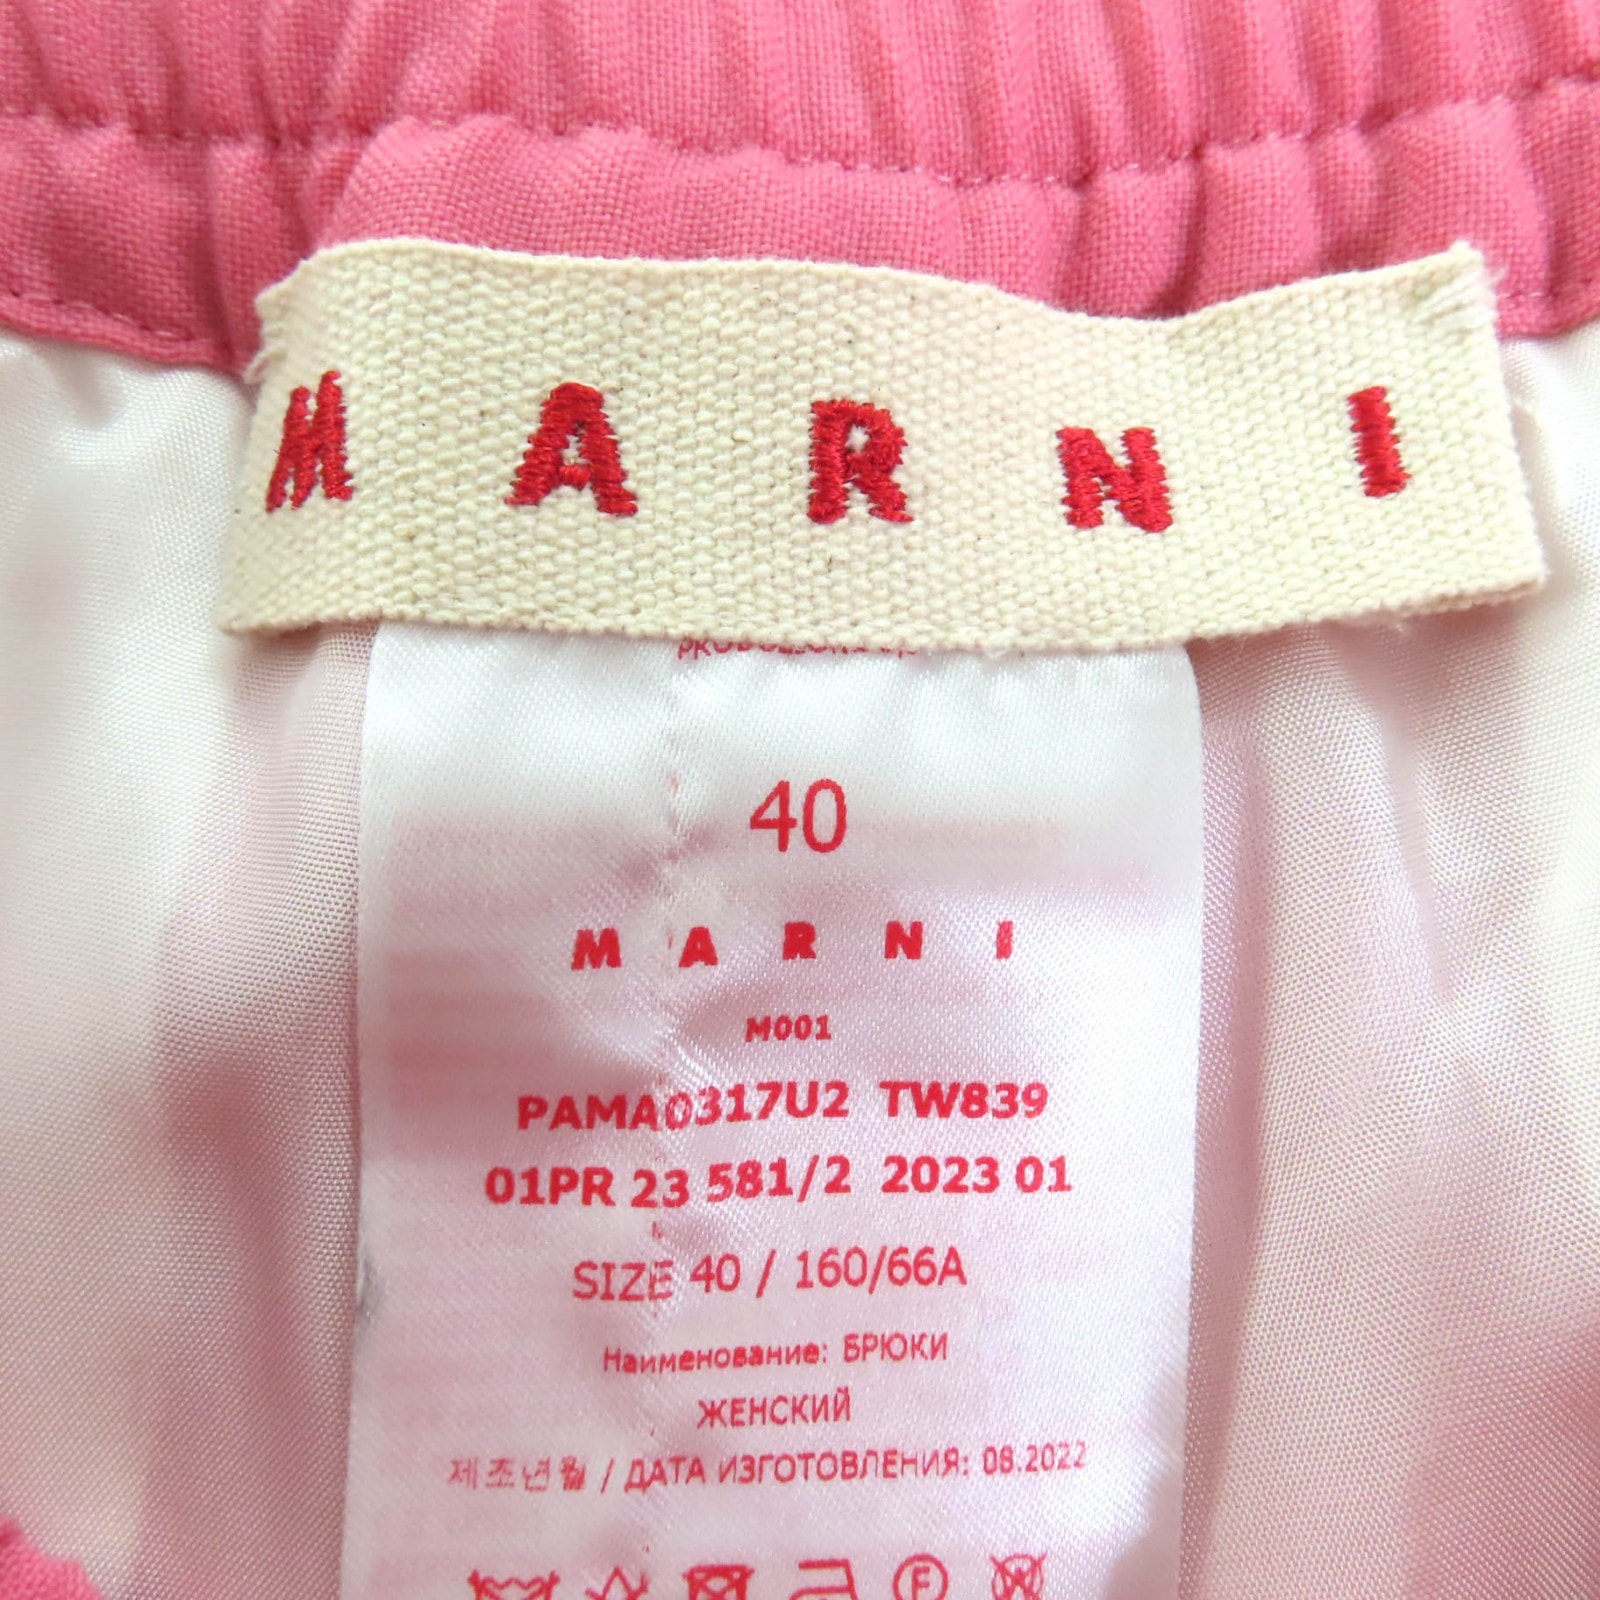 MARNI
40
MARNI
M001
PAMA0317U2 TW839
01PR 23 581/2 2023 01
SIZE 40 / 160/66A
Наименование: БРЮКИ
ЖЕНСКИЙ
제조년월 / ДАТА ИЗГОТОВЛЕНИЯ: 08.2022
F
W